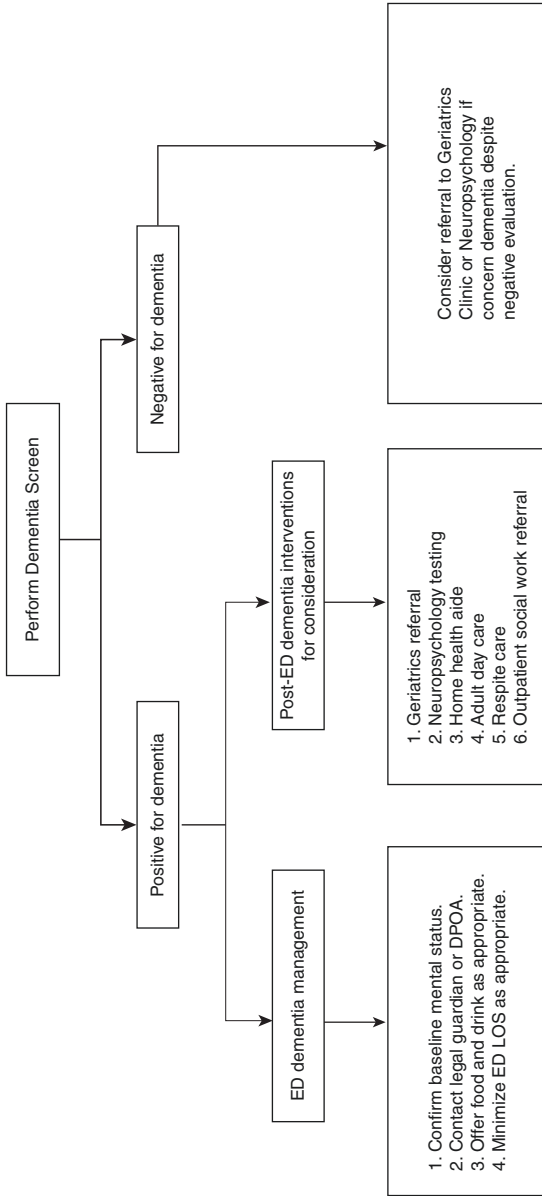 Perform Dementia Screen
Positive for dementia
Negative for dementia
ED dementia management
Post-ED dementia interventions
for consideration
1. Confirm baseline mental status.
2. Contact legal guardian or DPOA.
3. Offer food and drink as appropriate.
4. Minimize ED LOS as appropriate.
1. Geriatrics referral
2. Neuropsychology testing
3. Home health aide
4. Adult day care
5. Respite care
6. Outpatient social work referral
Consider referral to Geriatrics
Clinic or Neuropsychology if
concern dementia despite
negative evaluation.